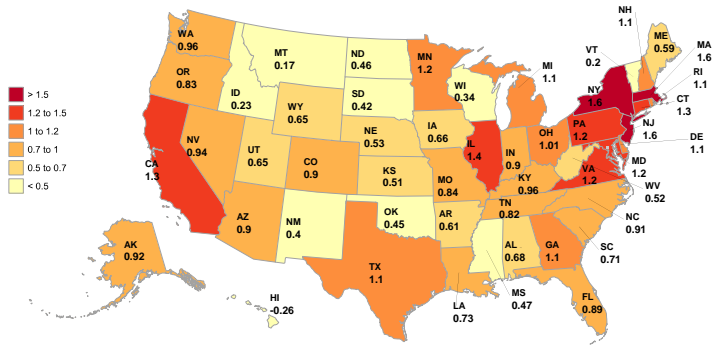 > 1.5
1.2 to 1.5
1 to 1.2
0.7 to 1
0.5 to 0.7
< 0.5
WA
0.96
OR
0.83
CA
1.3
NV
0.94
ID
0.23
MT
0.17
WY
0.65
UT
0.65
CO
0.9
AZ
0.9
NM
0.4
ND
0.46
SD
0.42
NE
0.53
KS
0.51
OK
0.45
TX
1.1
MN
1.2
IA
0.66
MO
0.84
AR
0.61
LA
0.73
WI
0.34
IL
1.4
MI
1.1
IN
0.9
OH
1.01
KY
0.96
TN
0.82
MS
0.47
AL
0.68
GA
1.1
FL
0.89
SC
0.71
NC
0.91
VA
1.2
WV
0.52
MD
1.2
DE
1.1
PA
1.2
NJ
1.6
NY
1.6
CT
1.3
RI
1.1
MA
1.6
VT
0.2
NH
1.1
ME
0.59
AK
0.92
HI
-0.26